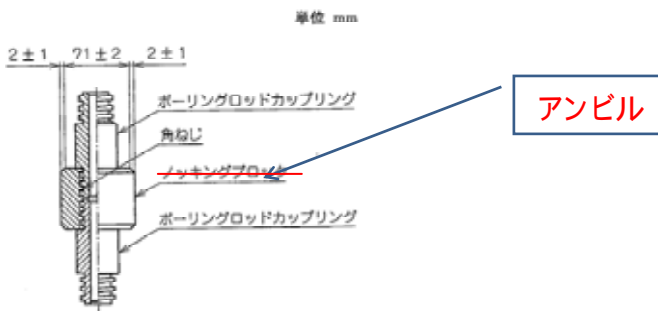 単位 mm
2±1 71±2 2±1
ボーリングロッドカップリング
アンビル
角ねじ
ノッキングブロック
ボーリングロッドカップリング